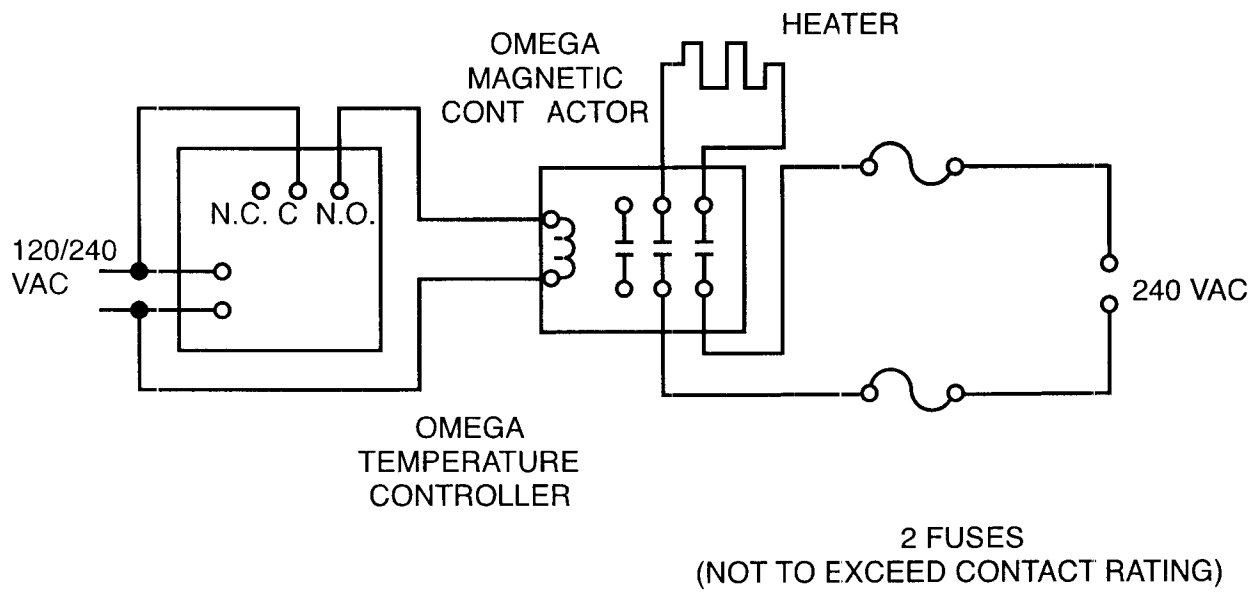 HEATER
OMEGA
MAGNETIC
CONT ACTOR
N.C. C N.O.
120/240
VAC
240 VAC
OMEGA
TEMPERATURE
CONTROLLER
2 FUSES
(NOT TO EXCEED CONTACT RATING)